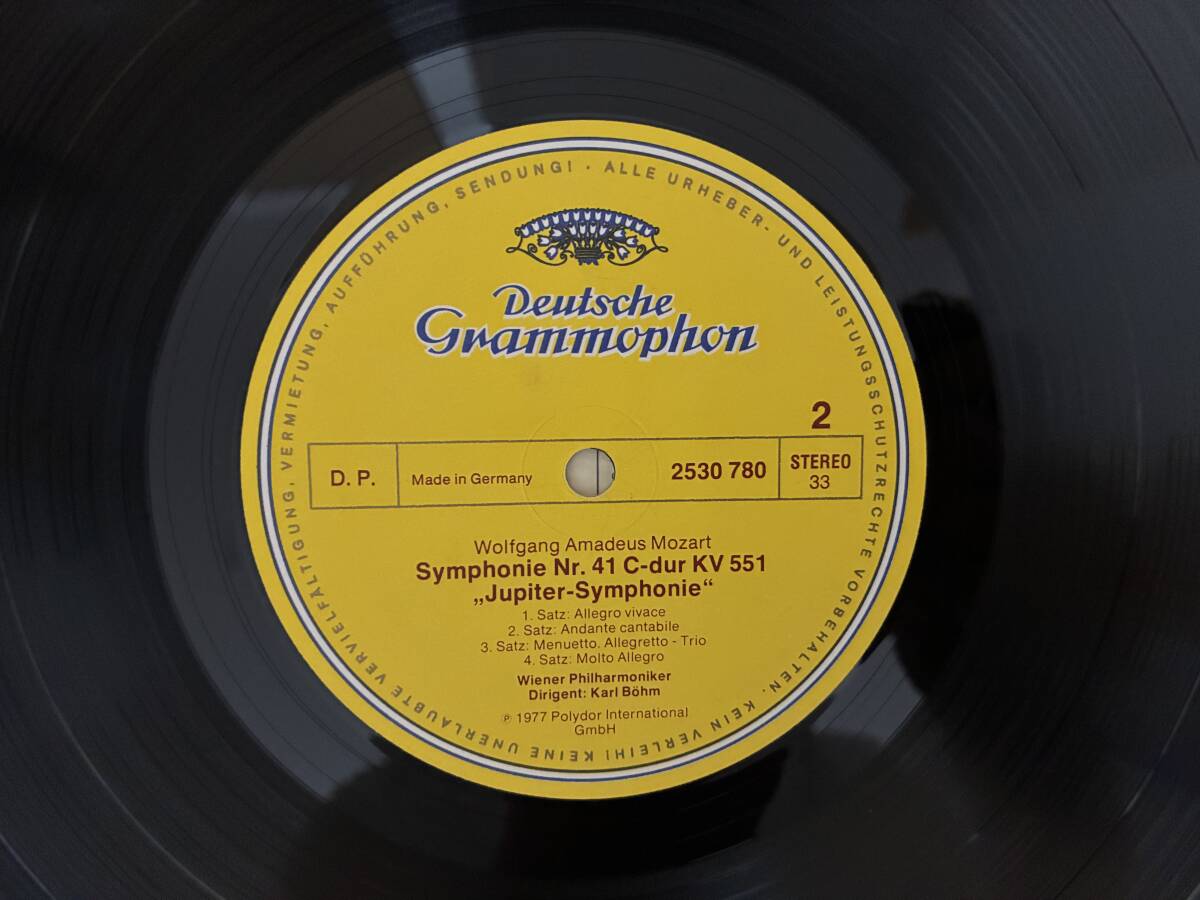 ALLE URHEBER- UND LEISTUNGSSCHUTZRECHTE VORBEHALTEN. KEIN VERLEIH! KEINE UNERLAUBTE VERVIELFÄLTIGUNG, VERMIETUNG, AUFFÜHRUNG, SENDUNG! ·
Deutsche
Grammophon
2
D. P.
Made in Germany
2530 780
STEREO
33
Wolfgang Amadeus Mozart
Symphonie Nr. 41 C-dur KV 551
„Jupiter-Symphonie“
1. Satz: Allegro vivace
2. Satz: Andante cantabile
3. Satz: Menuetto. Allegretto - Trio
4. Satz: Molto Allegro
Wiener Philharmoniker
Dirigent: Karl Böhm
℗ 1977 Polydor International
GmbH